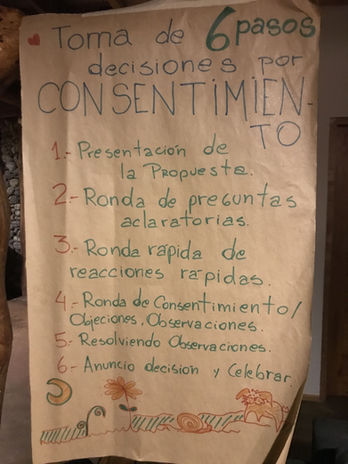 Toma de 6 pasos
decisiones por
CONSENTIMIEN-
TO
1.- Presentación de
la Propuesta.
2.- Ronda de preguntas
aclaratorias.
3.- Ronda rápida de
reacciones rápidas.
4.- Ronda de Consentimiento/
Objeciones, Observaciones.
5.- Resolviendo Observaciones.
6.- Anuncio decisión y Celebrar.